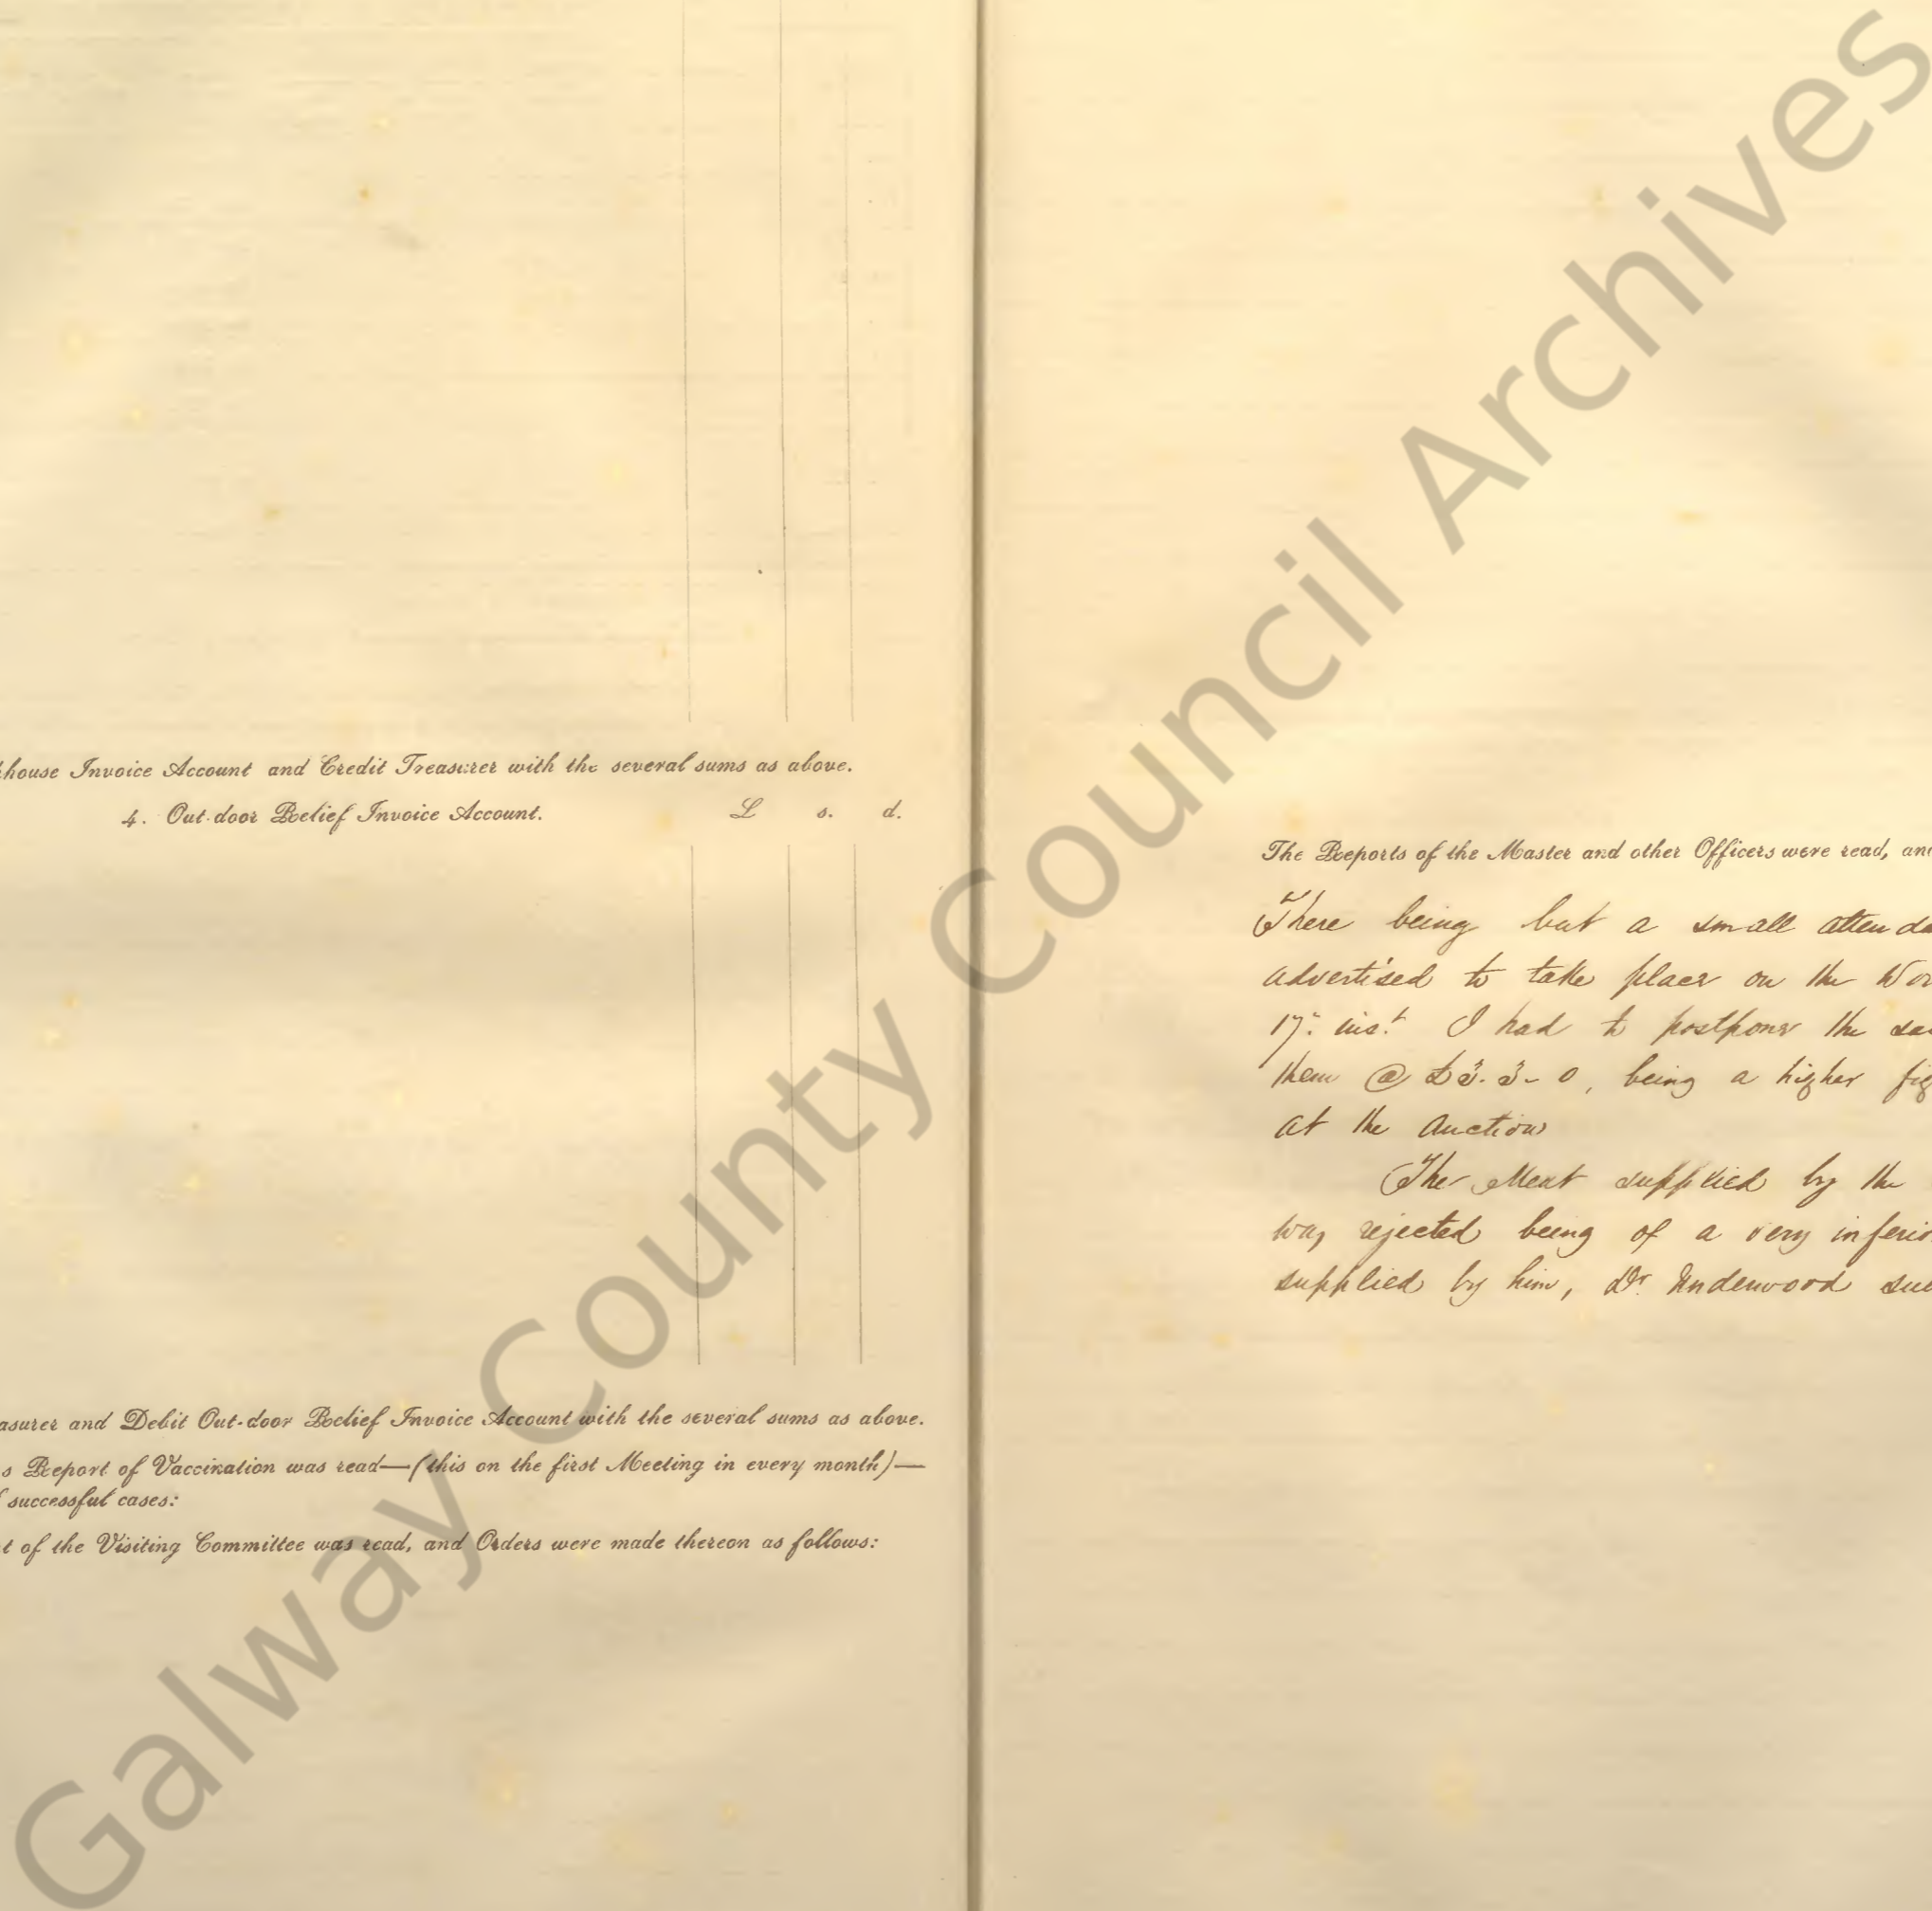 house Invoice Account and Credit Treasurer with the several sums as above.
4. Out-door Relief Invoice Account. £ s. d.
asurer and Debit Out-door Relief Invoice Account with the several sums as above.
s Report of Vaccination was read—(this on the first Meeting in every month)—
successful cases:
t of the Visiting Committee was read, and Orders were made thereon as follows:
The Reports of the Master and other Officers were read, and
There being but a small attenda
advertised to take place on the Wor
17th inst. I had to postpone the sa
them @ £3. 3 - 0, being a higher fig
at the Auction
The Meat supplied by the
was rejected being of a very inferio
supplied by him, Dr Underwood
Galway County Council Archives